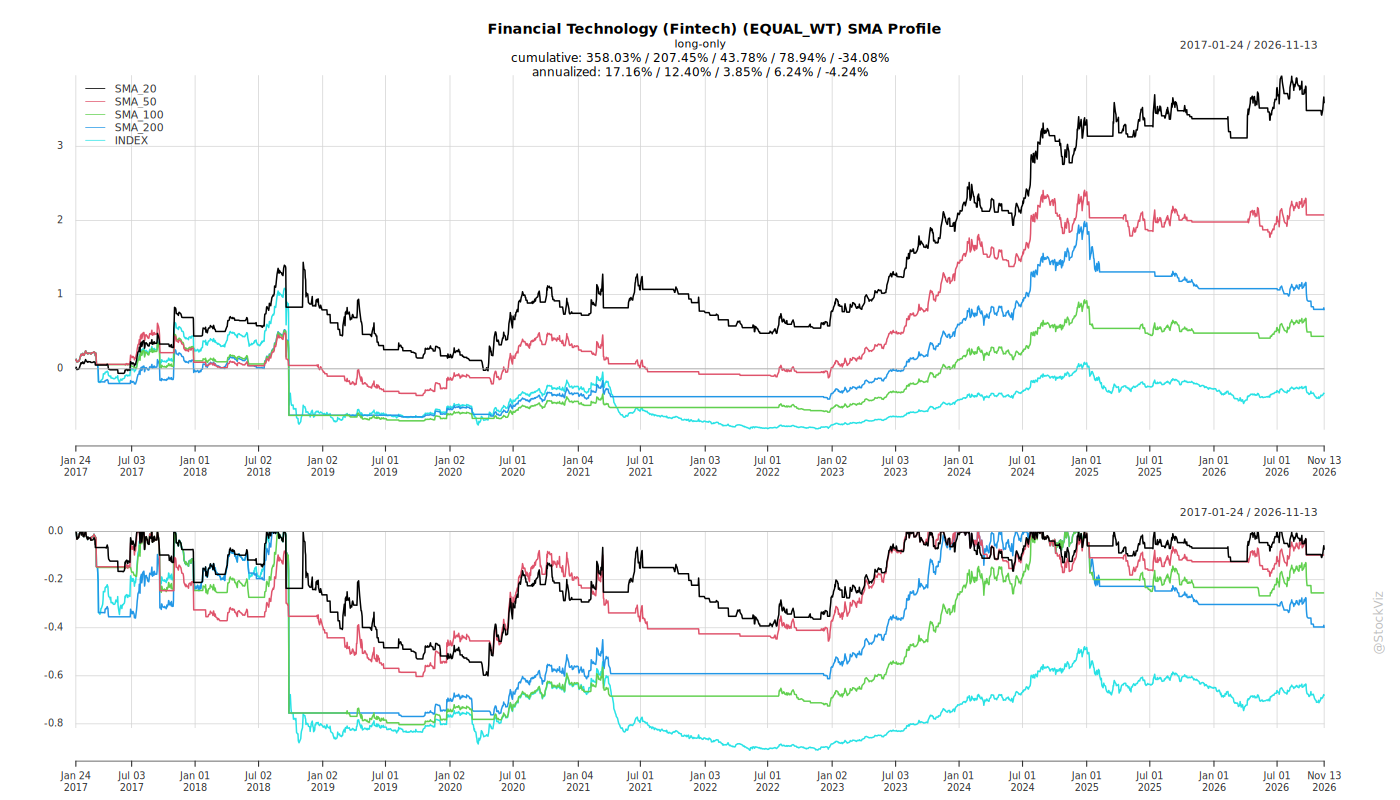 Financial Technology (Fintech) (EQUAL_WT) SMA Profile
long-only
cumulative: 358.03% / 207.45% / 43.78% / 78.94% / -34.08%
annualized: 17.16% / 12.40% / 3.85% / 6.24% / -4.24%
2017-01-24 / 2026-11-13
SMA_20
SMA_50
SMA_100
SMA_200
INDEX
3
2
1
0
Jan 24 2017
Jul 03 2017
Jan 01 2018
Jul 02 2018
Jan 02 2019
Jul 01 2019
Jan 02 2020
Jul 01 2020
Jan 04 2021
Jul 01 2021
Jan 03 2022
Jul 01 2022
Jan 02 2023
Jul 03 2023
Jan 01 2024
Jul 01 2024
Jan 01 2025
Jul 01 2025
Jan 01 2026
Jul 01 2026
Nov 13 2026
2017-01-24 / 2026-11-13
0.0
-0.2
-0.4
-0.6
-0.8
Jan 24 2017
Jul 03 2017
Jan 01 2018
Jul 02 2018
Jan 02 2019
Jul 01 2019
Jan 02 2020
Jul 01 2020
Jan 04 2021
Jul 01 2021
Jan 03 2022
Jul 01 2022
Jan 02 2023
Jul 03 2023
Jan 01 2024
Jul 01 2024
Jan 01 2025
Jul 01 2025
Jan 01 2026
Jul 01 2026
Nov 13 2026
@StockViz